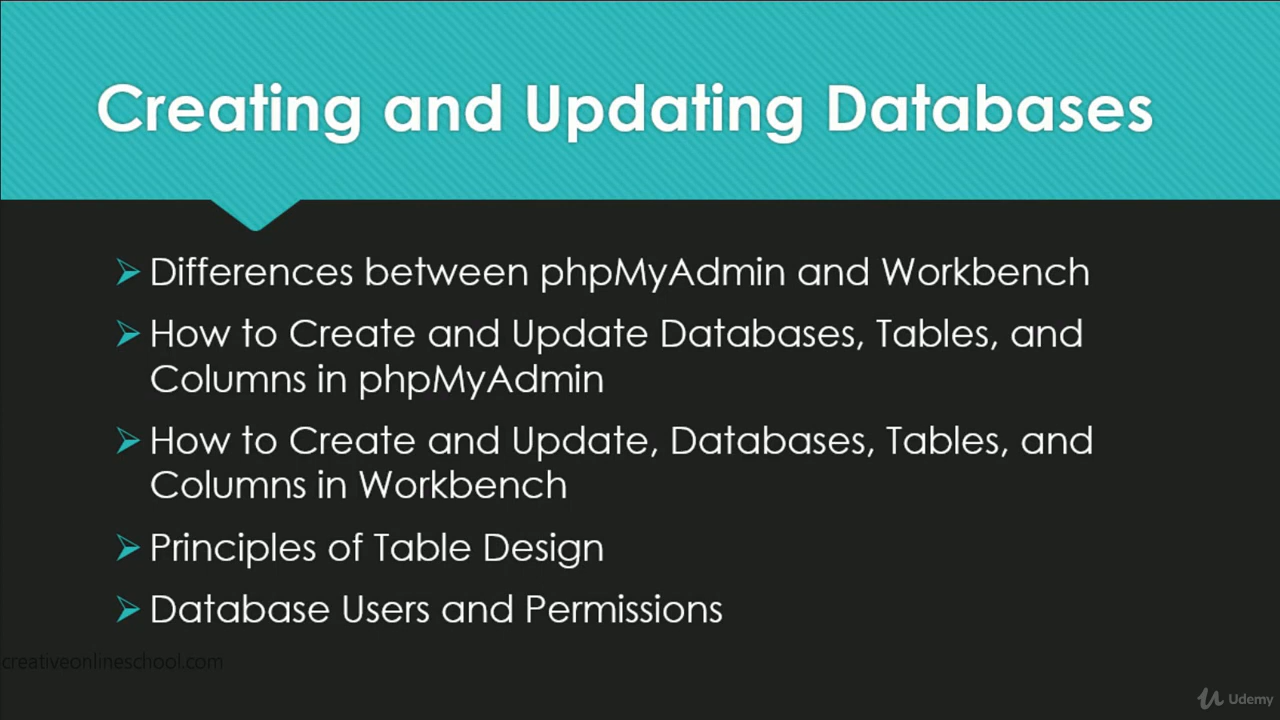 Creating and Updating Databases
Differences between phpMyAdmin and Workbench
How to Create and Update Databases, Tables, and
Columns in phpMyAdmin
How to Create and Update, Databases, Tables, and
Columns in Workbench
Principles of Table Design
Database Users and Permissions
creativeonlineschool.com
Udemy